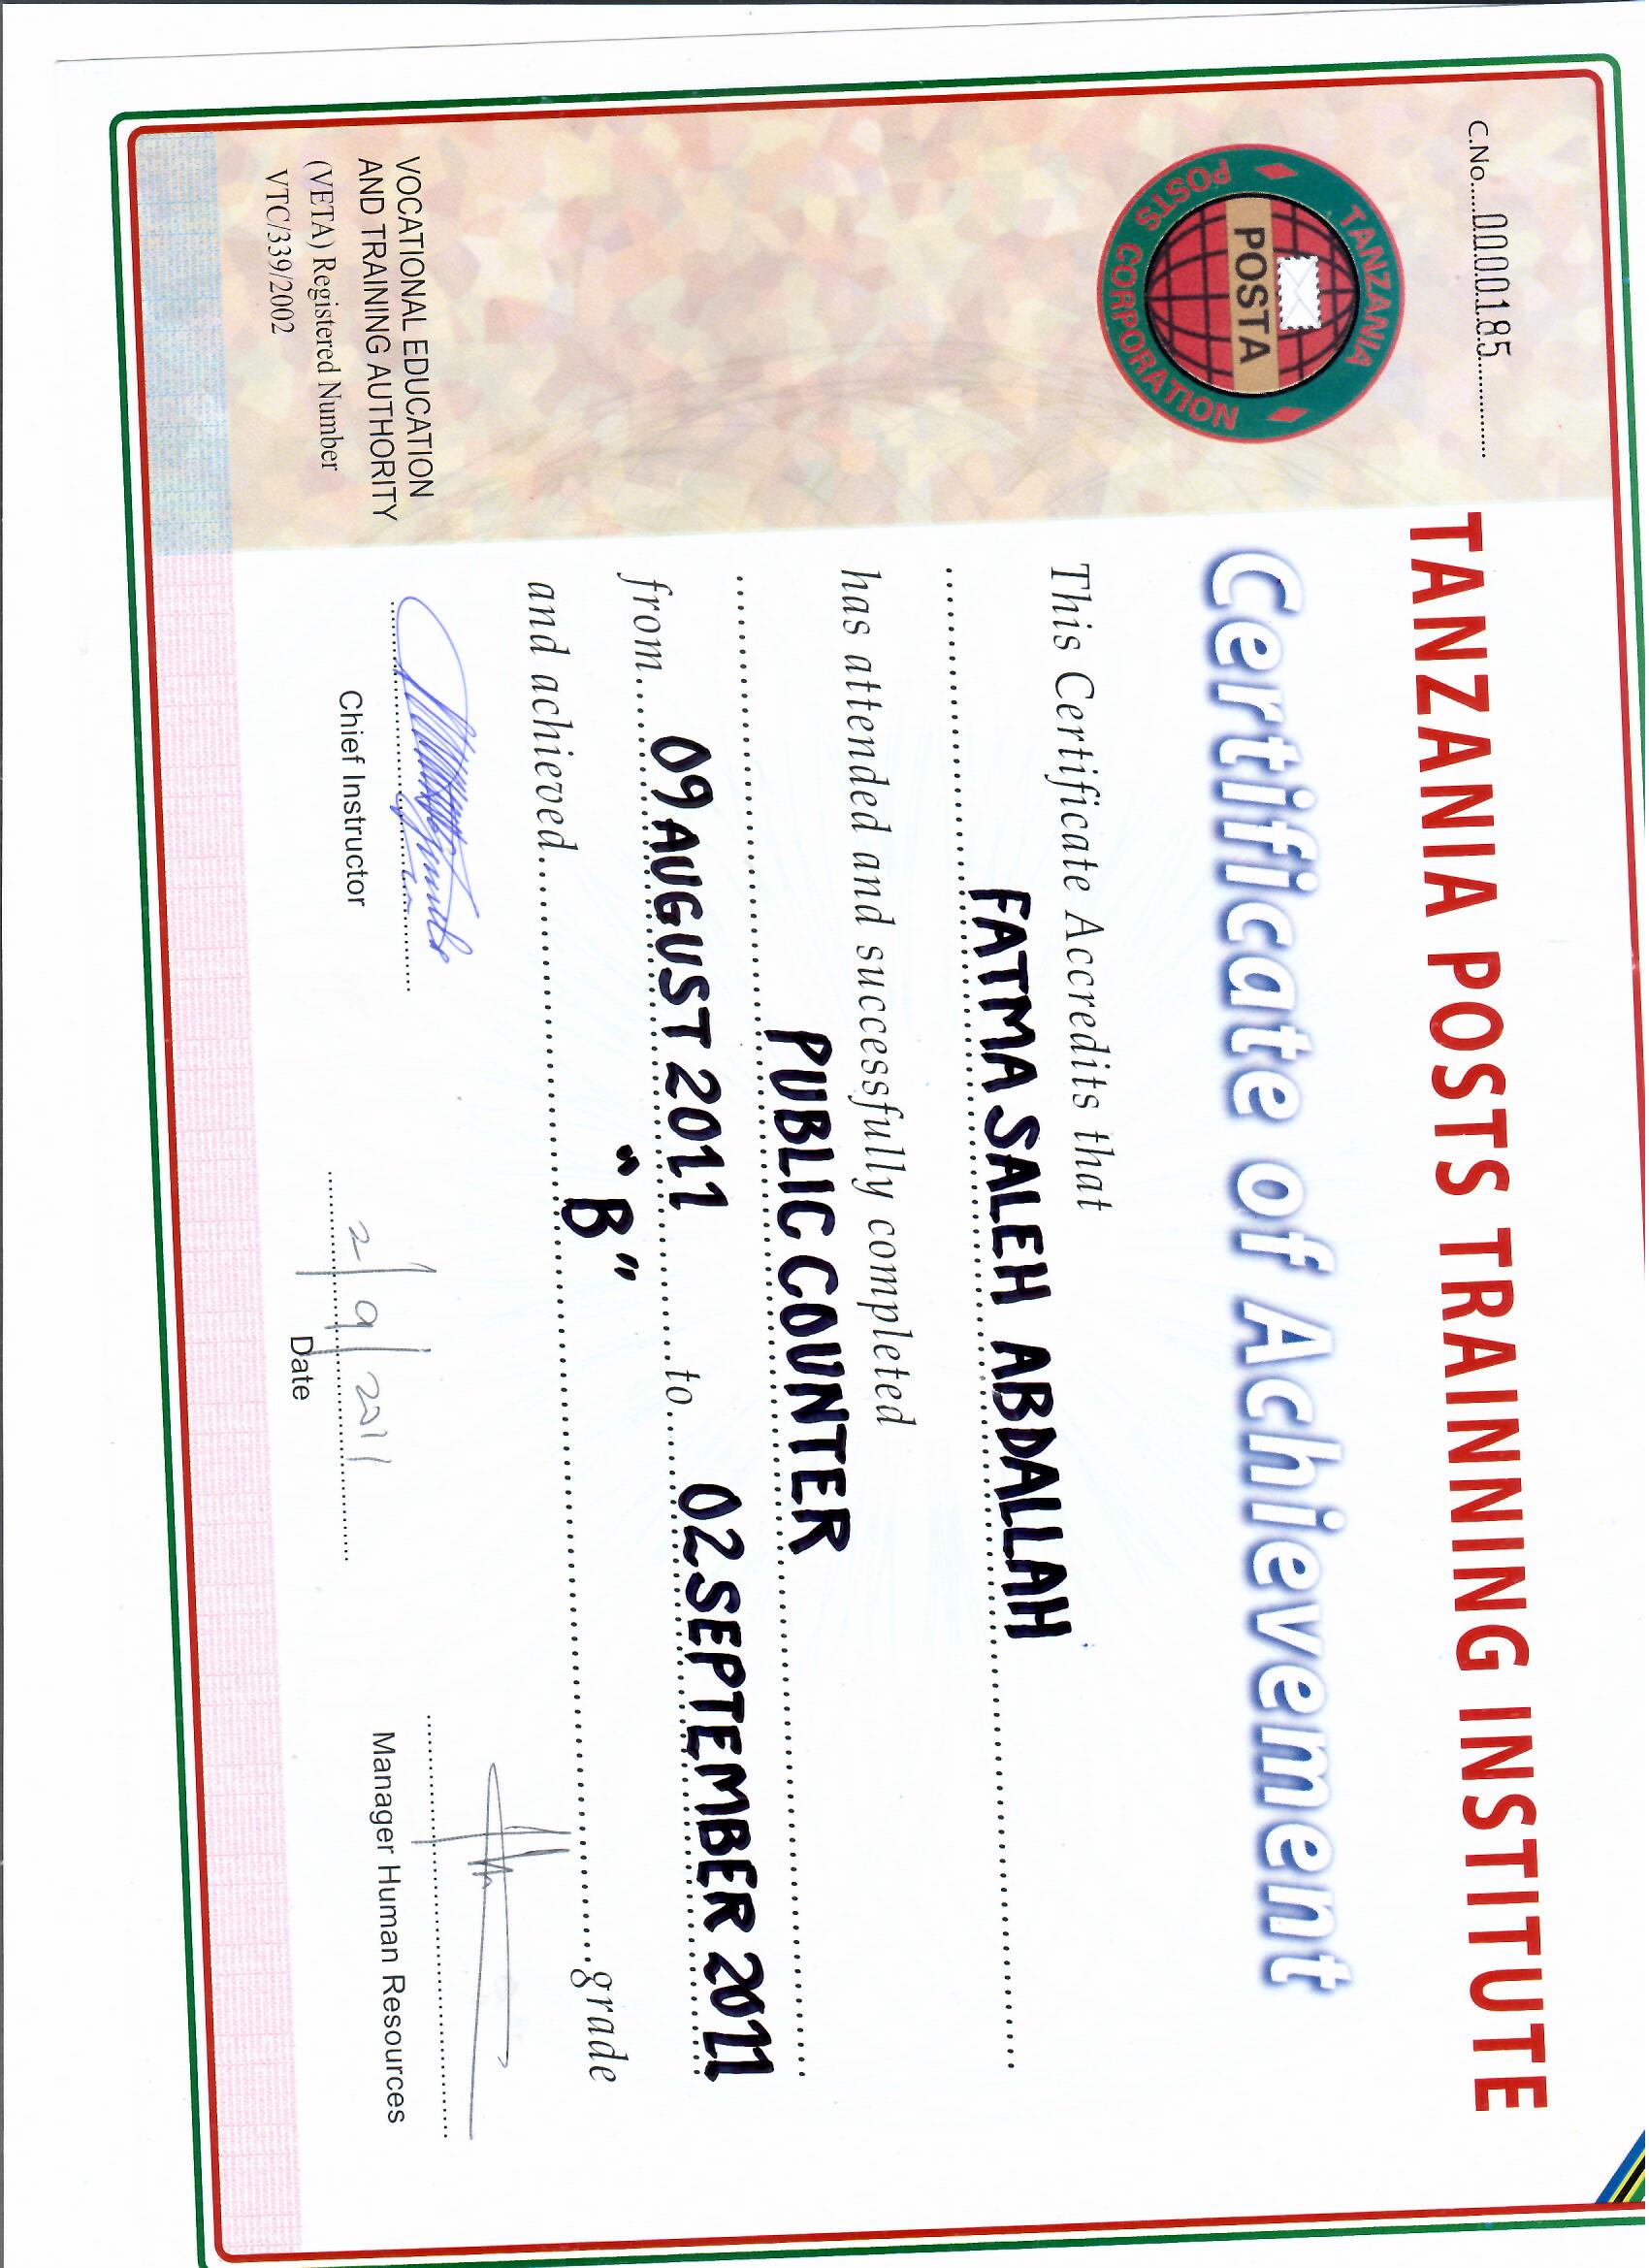 C.No.....0000185.............
TANZANIA POSTS TRAINING INSTITUTE
TANZANIA POSTS CORPORATION
POSTA
Certificate of Achievement
This Certificate Accredits that
FATMA SALEH ABDALLAH
has attended and successfully completed
PUBLIC COUNTER
from 09 AUGUST 2011 to 02 SEPTEMBER 2011
and achieved "B" grade
VOCATIONAL EDUCATION
AND TRAINING AUTHORITY
(VETA) Registered Number
VTC/339/2002
Chief Instructor
2/9/2011
Date
Manager Human Resources